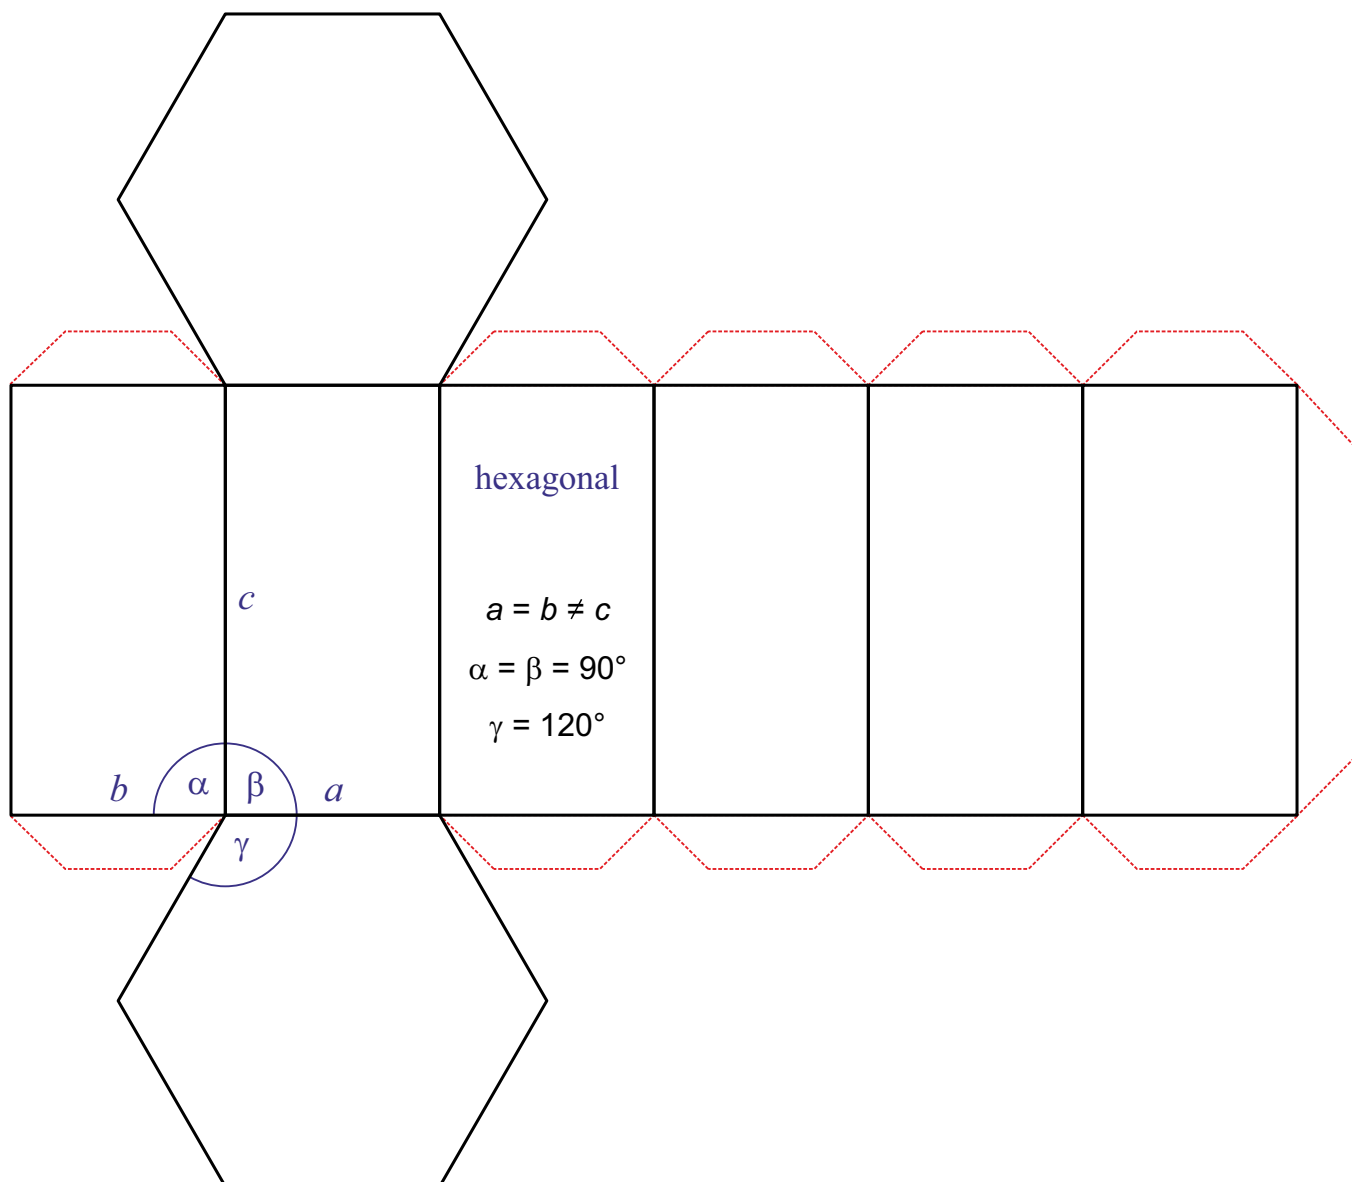 hexagonal
c
a = b ≠ c
α = β = 90°
γ = 120°
b α β a
γ